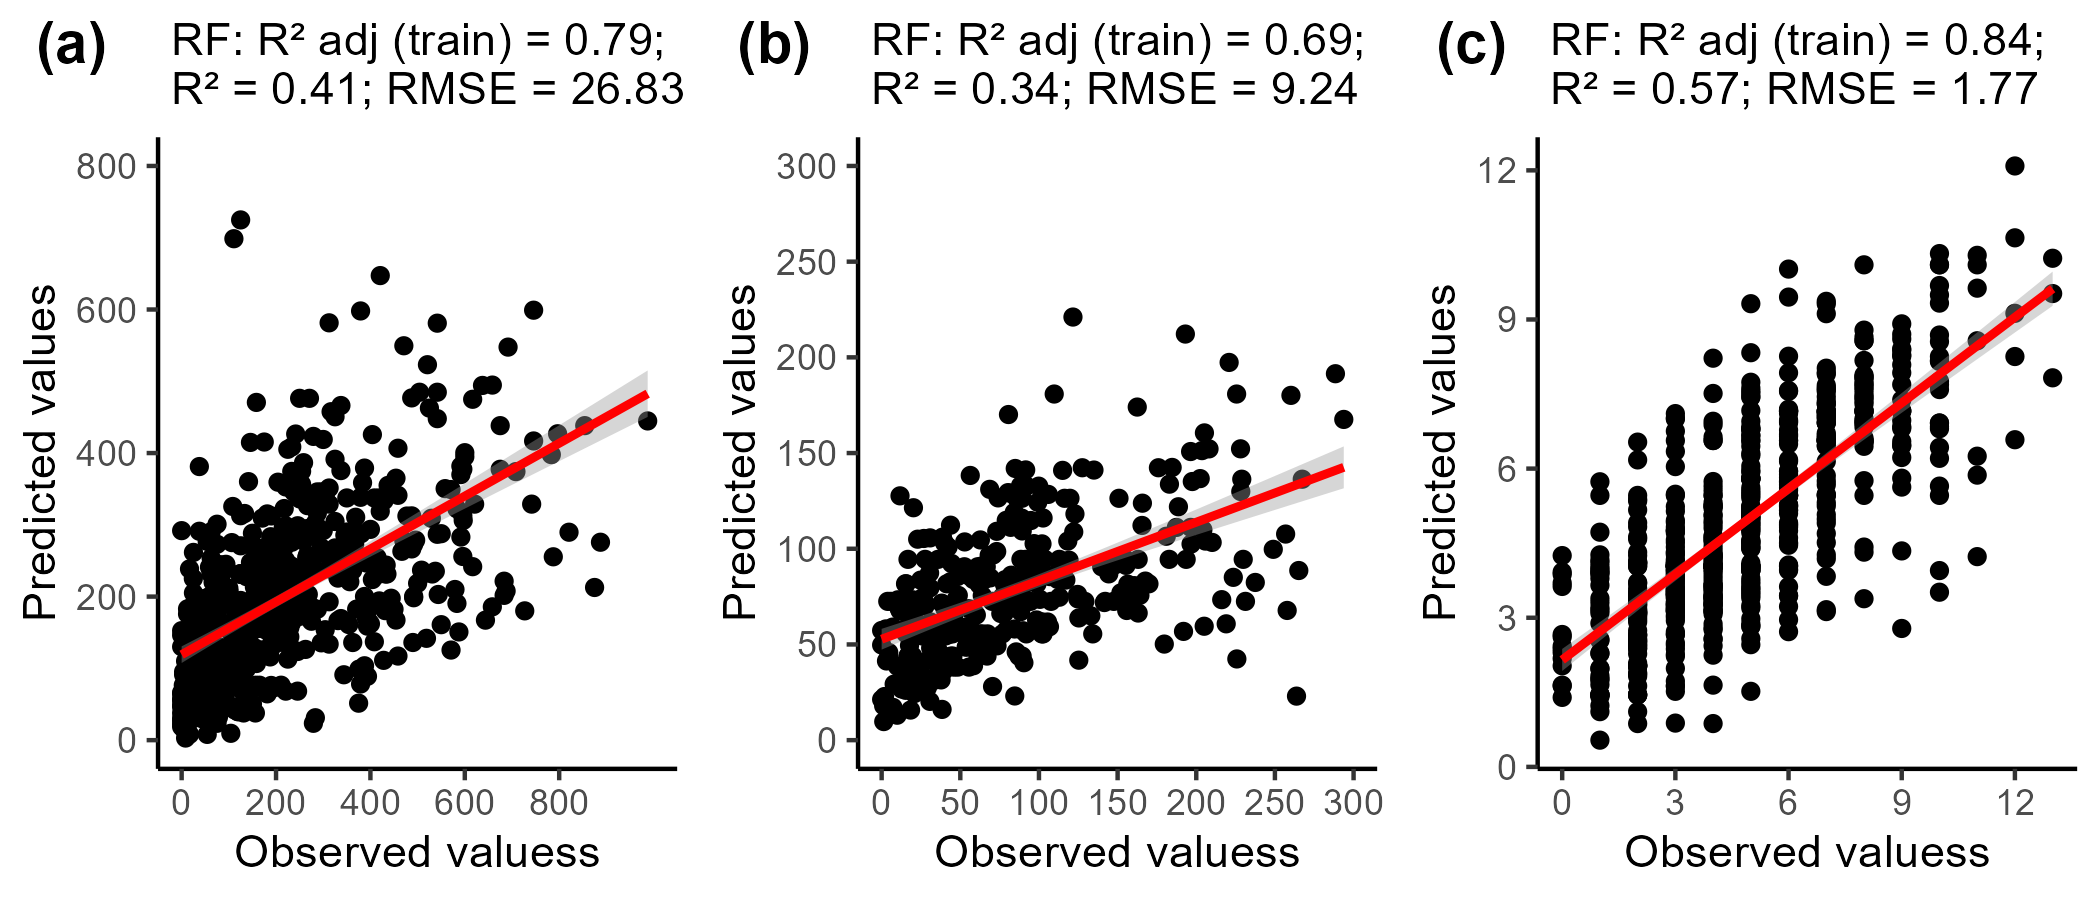 (a)
RF: R² adj (train) = 0.79;
R² = 0.41; RMSE = 26.83
800
600
400
200
0
Predicted values
0 200 400 600 800
Observed valuess
(b)
RF: R² adj (train) = 0.69;
R² = 0.34; RMSE = 9.24
300
250
200
150
100
50
0
Predicted values
0 50 100 150 200 250 300
Observed valuess
(c)
RF: R² adj (train) = 0.84;
R² = 0.57; RMSE = 1.77
12
9
6
3
0
Predicted values
0 3 6 9 12
Observed valuess